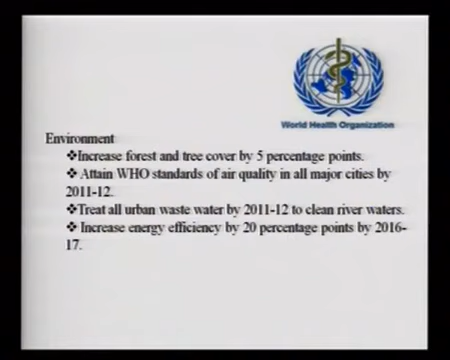 World Health Organization
Environment
❖Increase forest and tree cover by 5 percentage points.
❖ Attain WHO standards of air quality in all major cities by
2011-12.
❖Treat all urban waste water by 2011-12 to clean river waters.
❖ Increase energy efficiency by 20 percentage points by 2016-
17.